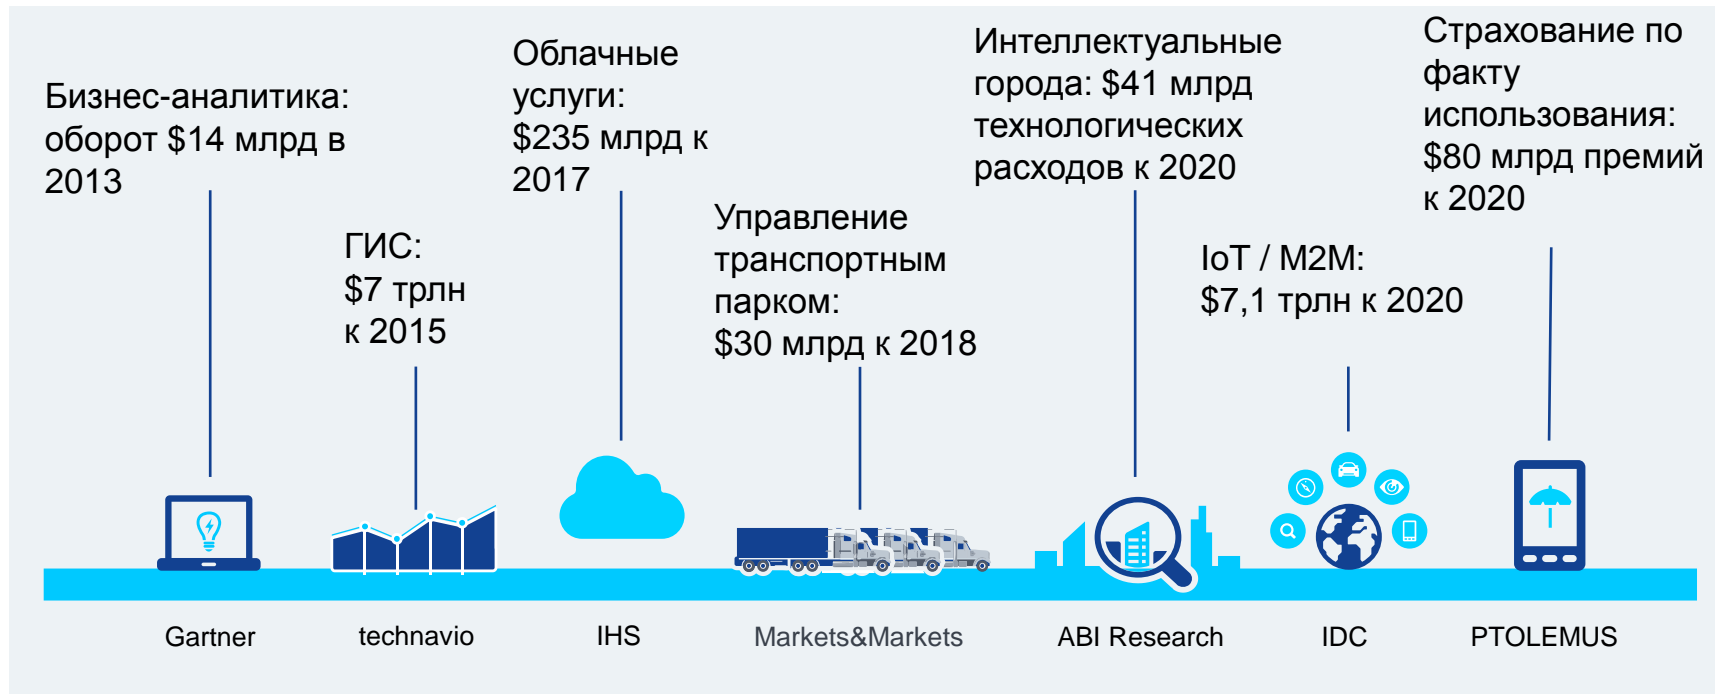 Бизнес-аналитика:
оборот $14 млрд в
2013
ГИС:
$7 трлн
к 2015
Облачные
услуги:
$235 млрд к
2017
Управление
транспортным
парком:
$30 млрд к 2018
Интеллектуальные
города: $41 млрд
технологических
расходов к 2020
IoT / M2M:
$7,1 трлн к 2020
Страхование по
факту
использования:
$80 млрд премий
к 2020
Gartner
technavio
IHS
Markets&Markets
ABI Research
IDC
PTOLEMUS